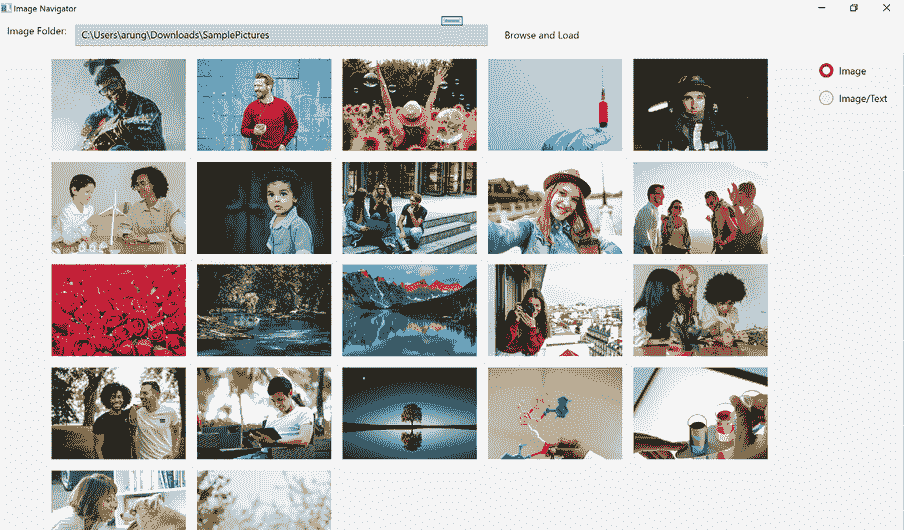 Image Navigator
Image Folder:
C:\Users\arung\Downloads\SamplePictures
Browse and Load
Image
Image/Text